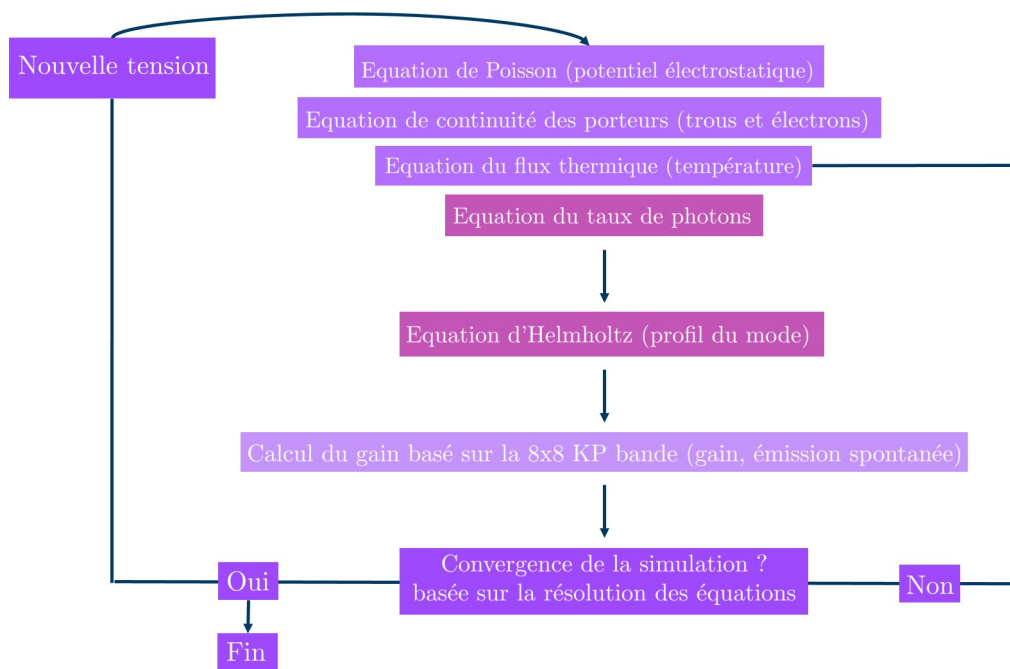 Nouvelle tension
Equation de Poisson (potentiel électrostatique)
Equation de continuité des porteurs (trous et électrons)
Equation du flux thermique (température)
Equation du taux de photons
Equation d'Helmholtz (profil du mode)
Calcul du gain basé sur la 8x8 KP bande (gain, émission spontanée)
Convergence de la simulation ?
basée sur la résolution des équations
Oui
Non
Fin